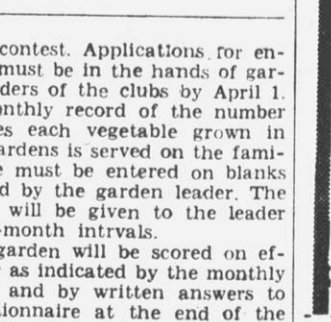 contest. Applications for en-
must be in the hands of gar-
ders of the clubs by April 1.
nthly record of the number
es each vegetable grown in
ardens is served on the fami-
e must be entered on blanks
d by the garden leader. The
will be given to the leader
-month intrvals.
garden will be scored on ef-
as indicated by the monthly
and by written answers to
tionnaire at the end of the